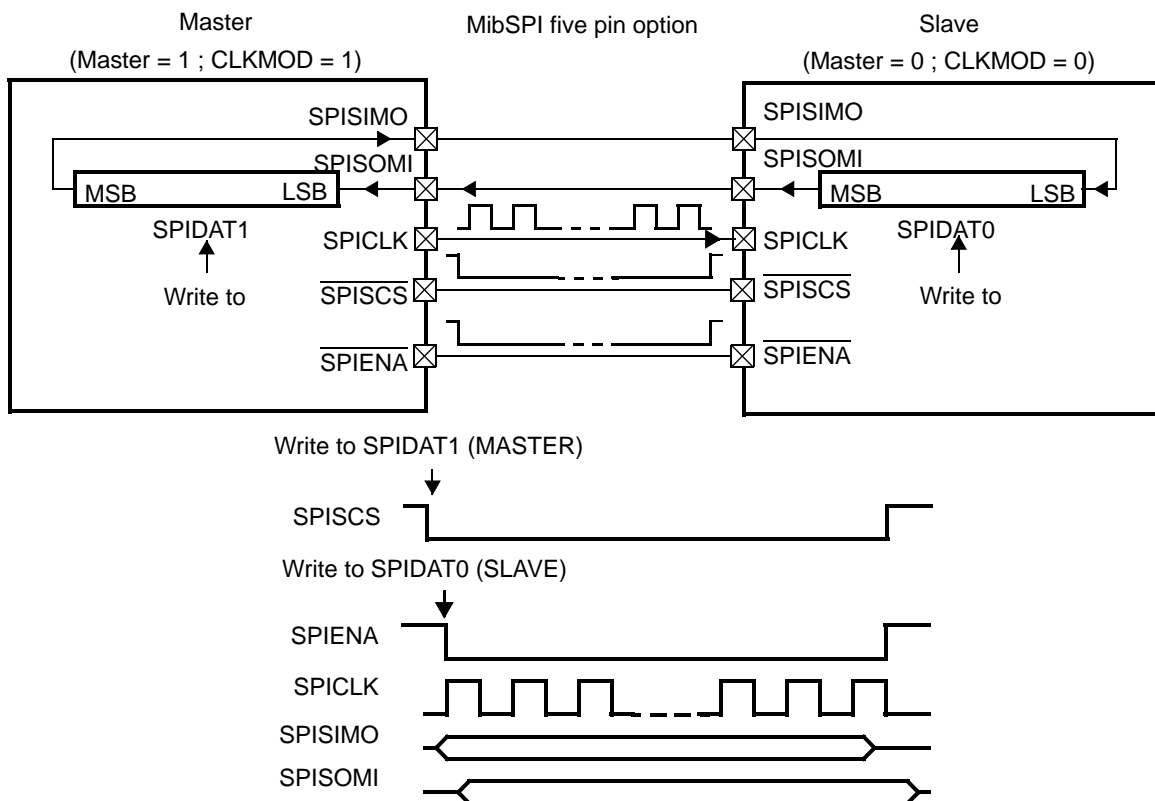 Master MibSPI five pin option Slave
(Master = 1 ; CLKMOD = 1) (Master = 0 ; CLKMOD = 0)
SPISIMO SPISIMO
SPISOMI SPISOMI
MSB LSB MSB LSB
SPIDAT1 SPICLK SPICLK SPIDAT0
Write to SPISCS SPISCS Write to
SPIENA SPIENA
Write to SPIDAT1 (MASTER)
SPISCS
Write to SPIDAT0 (SLAVE)
SPIENA
SPICLK
SPISIMO
SPISOMI